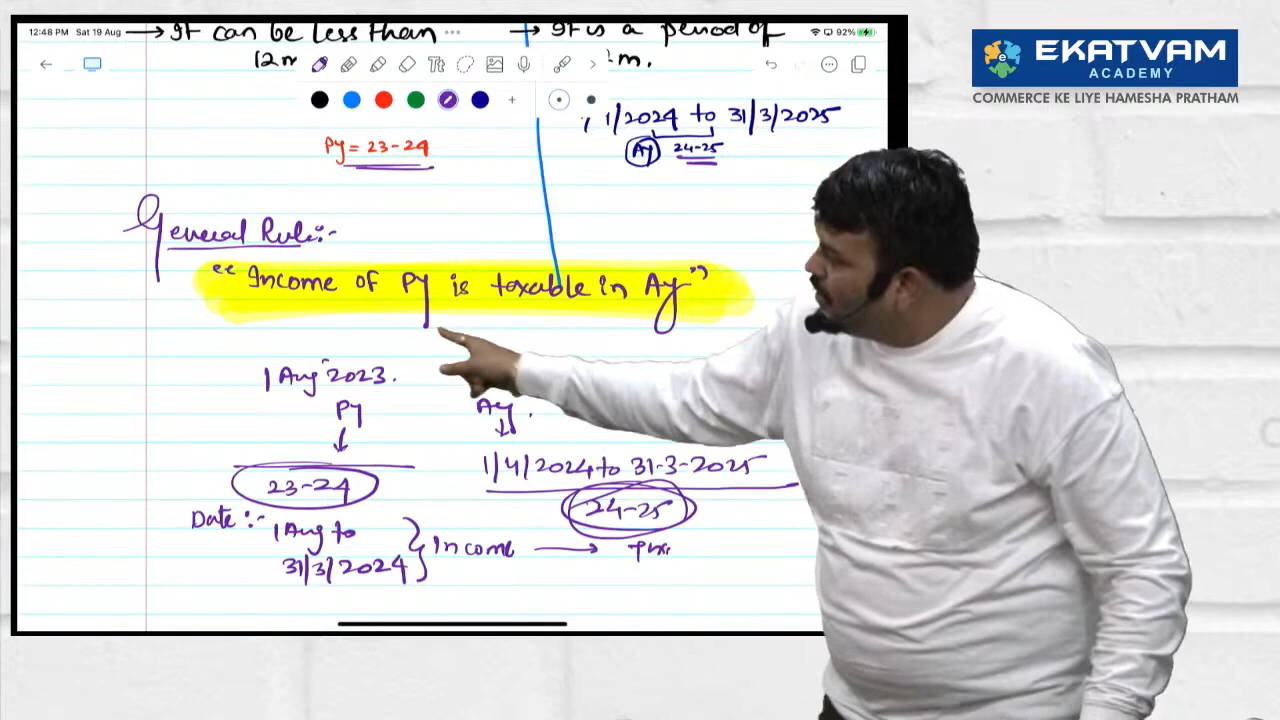 12:48 PM Sat 19 Aug
→ It can be less than
→ It is a period of
92%
12m
m.
Tt
EKATVAM
ACADEMY
COMMERCE KE LIYE HAMESHA PRATHAM
1/2024 to 31/3/2025
Py = 23-24
Ay 24-25
General Rule:-
"Income of Py is taxable in Ay"
1 Aug 2023.
Py
Ay.
↓
↓
1/4/2024 to 31-3-2025
23-24
24-25
Date:-
1 Aug to
31/3/2024
Income →